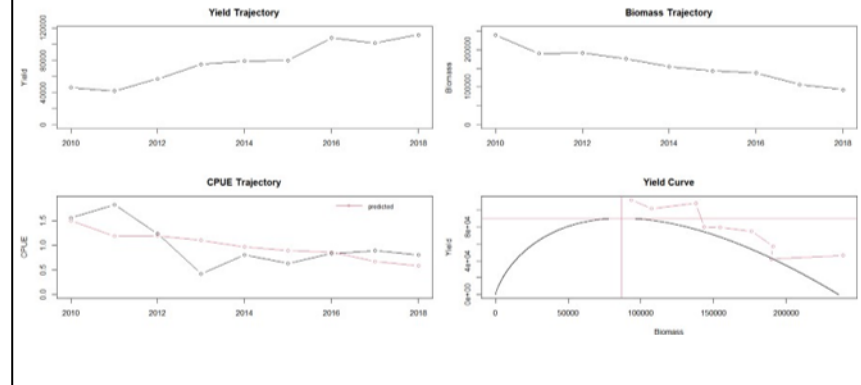 Yield Trajectory
Yield
0 40000 80000 120000
2010 2012 2014 2016 2018
Biomass Trajectory
Biomass
0 100000 200000
2010 2012 2014 2016 2018
CPUE Trajectory
CPUE
0.0 0.5 1.0 1.5
predicted
2010 2012 2014 2016 2018
Yield Curve
Yield
0e+00 4e+04 8e+04
0 50000 100000 150000 200000
Biomass